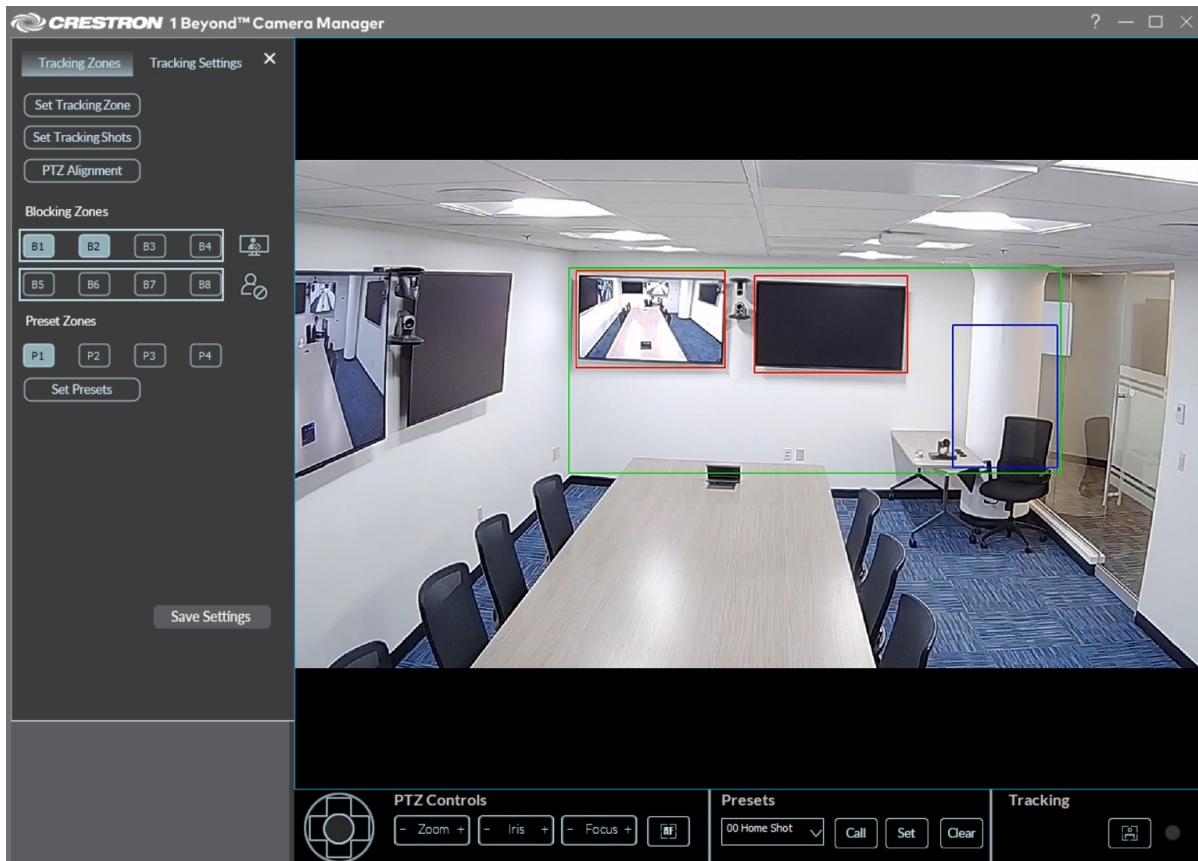 CRESTRON 1 Beyond™ Camera Manager
Tracking Zones Tracking Settings
Set Tracking Zone
Set Tracking Shots
PTZ Alignment
Blocking Zones
B1 B2 B3 B4
B5 B6 B7 B8
Preset Zones
P1 P2 P3 P4
Set Presets
Save Settings
PTZ Controls
- Zoom +
- Iris +
- Focus +
AF
Presets
00 Home Shot
Call
Set
Clear
Tracking